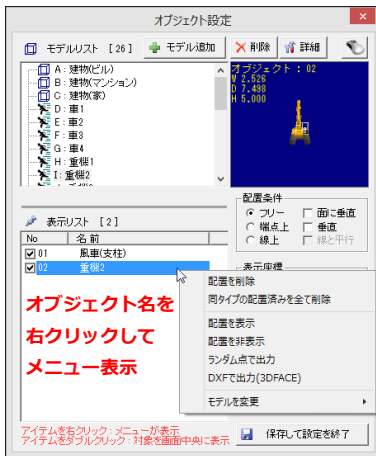 オブジェクト設定
モデルリスト [26]
モデル追加
削除
詳細
A：建物(ビル)
B：建物(マンション)
C：建物(家)
D：車1
E：車2
F：車3
G：車4
H：重機1
I：重機2
オブジェクト：02
W 2.526
D 7.498
H 5.000
配置条件
フリー
面に垂直
端点上
垂直
線上
線と平行
表示リスト [2]
No 名前
01 風車(支柱)
02 重機2
表示座標
オブジェクト名を
右クリックして
メニュー表示
配置を削除
同タイプの配置済みを全て削除
配置を表示
配置を非表示
ランダム点で出力
DXFで出力(3DFACE)
モデルを変更
アイテムを右クリック：メニューが表示
アイテムをダブルクリック：対象を画面中央に表示
保存して設定を終了